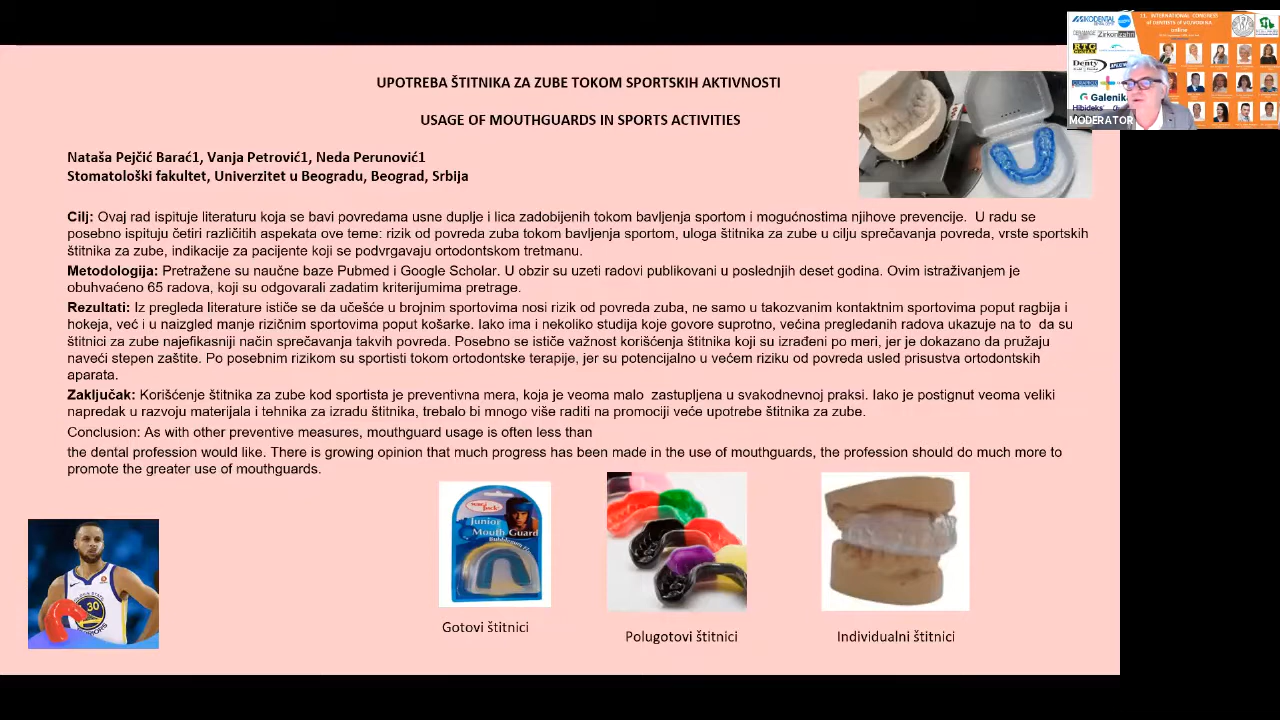 UPOTREBA ŠTITNIKA ZA ZUBE TOKOM SPORTSKIH AKTIVNOSTI
USAGE OF MOUTHGUARDS IN SPORTS ACTIVITIES
Nataša Pejčić Barać1, Vanja Petrović1, Neda Perunović1
Stomatološki fakultet, Univerzitet u Beogradu, Beograd, Srbija
Cilj: Ovaj rad ispituje literaturu koja se bavi povredama usne duplje i lica zadobijenih tokom bavljenja sportom i mogućnostima njihove prevencije. U radu se
posebno ispituju četiri različitih aspekata ove teme: rizik od povreda zuba tokom bavljenja sportom, uloga štitnika za zube u cilju sprečavanja povreda, vrste sportskih
štitnika za zube, indikacije za pacijente koji se podvrgavaju ortodontskom tretmanu.
Metodologija: Pretražene su naučne baze Pubmed i Google Scholar. U obzir su uzeti radovi publikovani u poslednjih deset godina. Ovim istraživanjem je
obuhvaćeno 65 radova, koji su odgovarali zadatim kriterijumima pretrage.
Rezultati: Iz pregleda literature ističe se da učešće u brojnim sportovima nosi rizik od povreda zuba, ne samo u takozvanim kontaktnim sportovima poput ragbija i
hokeja, već i u naizgled manje rizičnim sportovima poput košarke. Iako ima i nekoliko studija koje govore suprotno, većina pregledanih radova ukazuje na to da su
štitnici za zube najefikasniji način sprečavanja takvih povreda. Posebno se ističe važnost korišćenja štitnika koji su izrađeni po meri, jer je dokazano da pružaju
naveći stepen zaštite. Po posebnim rizikom su sportisti tokom ortodontske terapije, jer su potencijalno u većem riziku od povreda usled prisustva ortodontskih
aparata.
Zaključak: Korišćenje štitnika za zube kod sportista je preventivna mera, koja je veoma malo zastupljena u svakodnevnoj praksi. Iako je postignut veoma veliki
napredak u razvoju materijala i tehnika za izradu štitnika, trebalo bi mnogo više raditi na promociji veće upotrebe štitnika za zube.
Conclusion: As with other preventive measures, mouthguard usage is often less than
the dental profession would like. There is growing opinion that much progress has been made in the use of mouthguards, the profession should do much more to
promote the greater use of mouthguards.
Junior
Mouth Guard
30
Gotovi štitnici
Polugotovi štitnici
Individualni štitnici
11. INTERNATIONAL CONGRESS
online
SIKODENTAL
Zirkonzahn
RTG
Denty
Galenika
Hibideks
MODERATOR